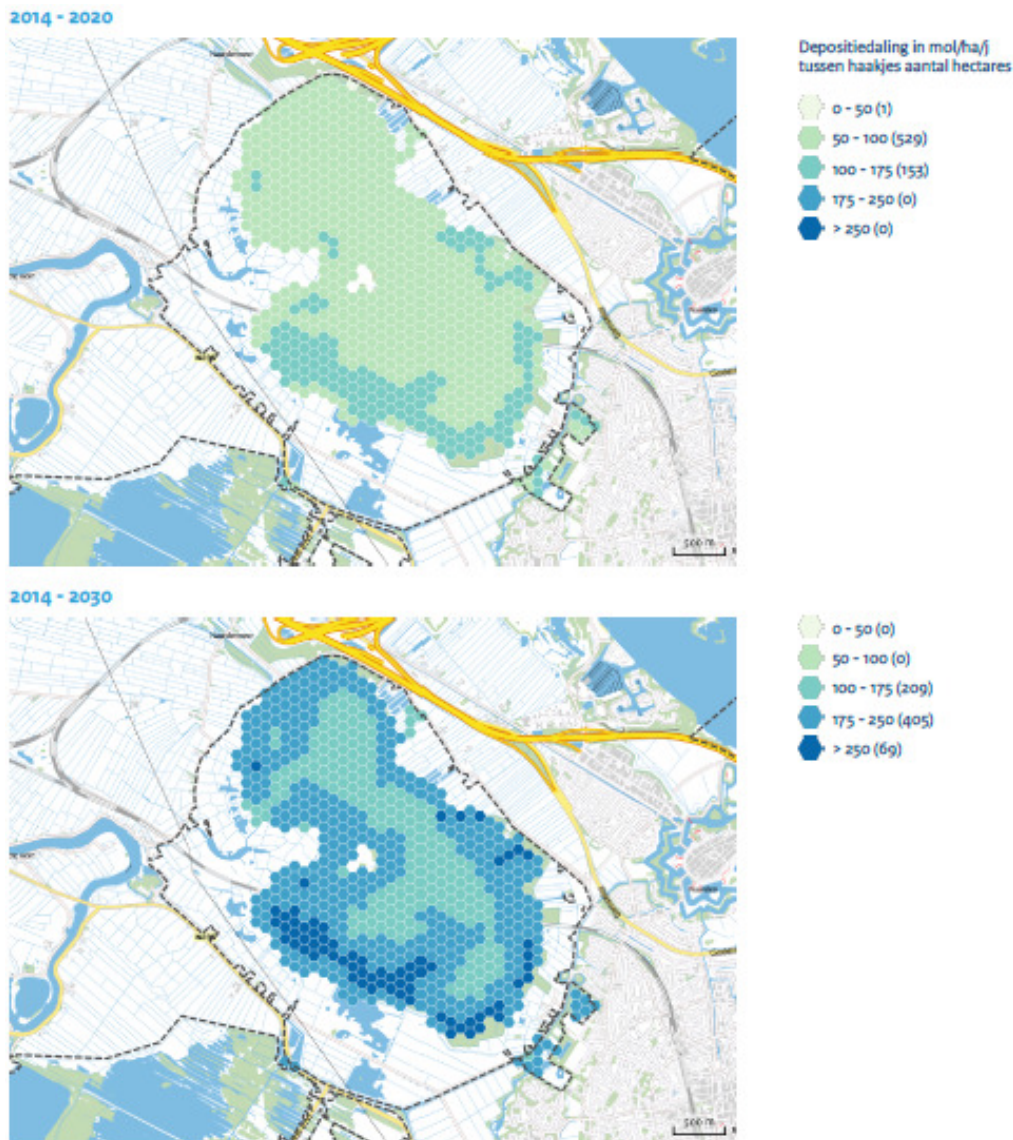 2014 - 2020
Depositiedaling in mol/ha/j
tussen haakjes aantal hectares
0 - 50 (1)
50 - 100 (529)
100 - 175 (153)
175 - 250 (0)
> 250 (0)
500 m
2014 - 2030
0 - 50 (0)
50 - 100 (0)
100 - 175 (209)
175 - 250 (405)
> 250 (69)
500 m